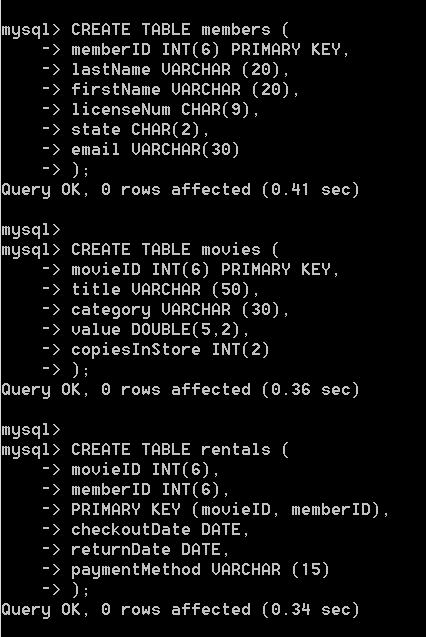 mysql> CREATE TABLE members (
    -> memberID INT(6) PRIMARY KEY,
    -> lastName VARCHAR (20),
    -> firstName VARCHAR (20),
    -> licenseNum CHAR(9),
    -> state CHAR(2),
    -> email VARCHAR(30)
    -> );
Query OK, 0 rows affected (0.41 sec)
mysql>
mysql> CREATE TABLE movies (
    -> movieID INT(6) PRIMARY KEY,
    -> title VARCHAR (50),
    -> category VARCHAR (30),
    -> value DOUBLE(5,2),
    -> copiesInStore INT(2)
    -> );
Query OK, 0 rows affected (0.36 sec)
mysql>
mysql> CREATE TABLE rentals (
    -> movieID INT(6),
    -> memberID INT(6),
    -> PRIMARY KEY (movieID, memberID),
    -> checkoutDate DATE,
    -> returnDate DATE,
    -> paymentMethod VARCHAR (15)
    -> );
Query OK, 0 rows affected (0.34 sec)